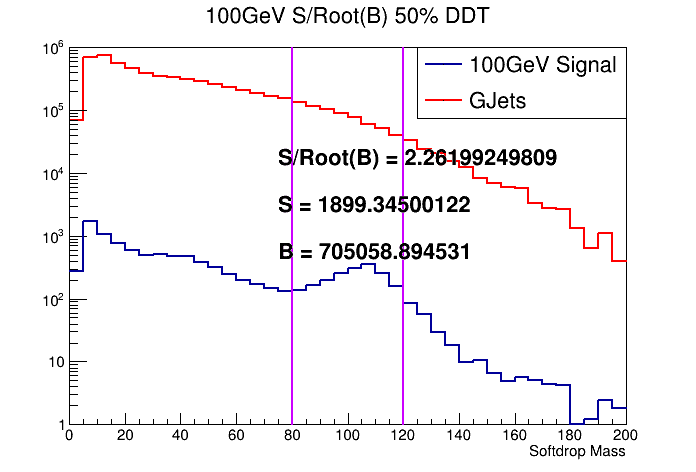 100GeV S/Root(B) 50% DDT
10^6
100GeV Signal
GJets
10^5
S/Root(B) = 2.26199249809
10^4
S = 1899.34500122
10^3
B = 705058.894531
10^2
10
1
0 20 40 60 80 100 120 140 160 180 200
Softdrop Mass